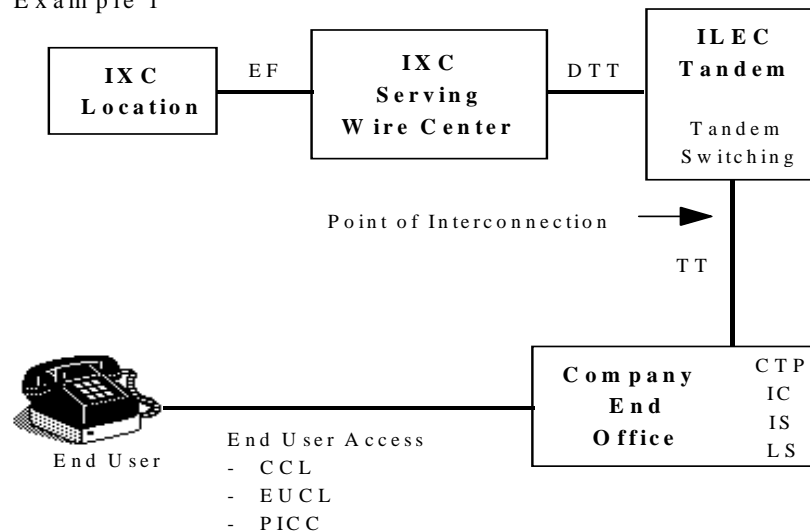 Example 1
IXC
Location
EF
IXC
Serving
Wire Center
DTT
ILEC
Tandem
Tandem
Switching
Point of Interconnection
TT
Company
End
Office
CTP
IC
IS
LS
End User
End User Access
- CCL
- EUCL
- PICC